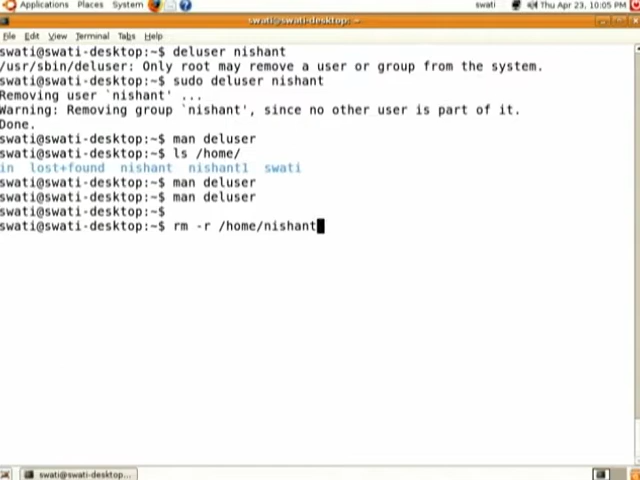 Applications Places System swati Thu Apr 23, 10:05 PM
swati@swati-desktop: ~
File Edit View Terminal Tabs Help
swati@swati-desktop:~$ deluser nishant
/usr/sbin/deluser: Only root may remove a user or group from the system.
swati@swati-desktop:~$ sudo deluser nishant
Removing user `nishant' ...
Warning: Removing group `nishant', since no other user is part of it.
Done.
swati@swati-desktop:~$ man deluser
swati@swati-desktop:~$ ls /home/
in lost+found nishant nishant1 swati
swati@swati-desktop:~$ man deluser
swati@swati-desktop:~$ man deluser
swati@swati-desktop:~$
swati@swati-desktop:~$ rm -r /home/nishant
swati@swati-desktop...